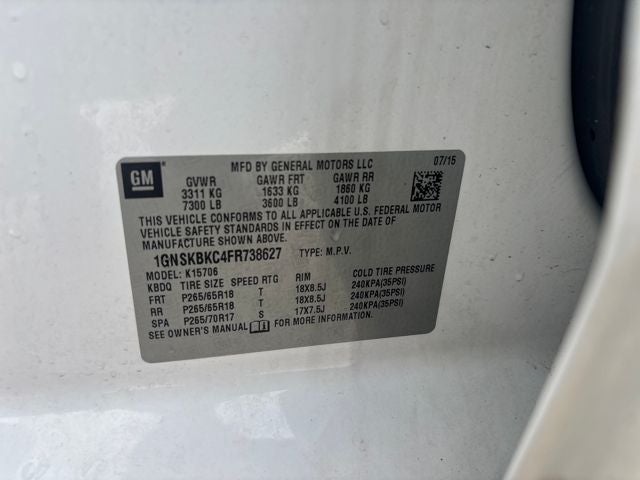 GM
MFD BY GENERAL MOTORS LLC 07/15
GVWR GAWR FRT GAWR RR
3311 KG 1633 KG 1860 KG
7300 LB 3600 LB 4100 LB
THIS VEHICLE CONFORMS TO ALL APPLICABLE U.S. FEDERAL MOTOR
VEHICLE SAFETY STANDARDS IN EFFECT ON THE DATE OF
MANUFACTURE SHOWN ABOVE.
1GNSKBKC4FR738627 TYPE: M.P.V.
MODEL: K15706
KBDQ TIRE SIZE SPEED RTG RIM COLD TIRE PRESSURE
FRT P265/65R18 T 18X8.5J 240KPA(35PSI)
RR P265/65R18 T 18X8.5J 240KPA(35PSI)
SPA P265/70R17 S 17X7.5J 240KPA(35PSI)
SEE OWNER'S MANUAL FOR MORE INFORMATION.